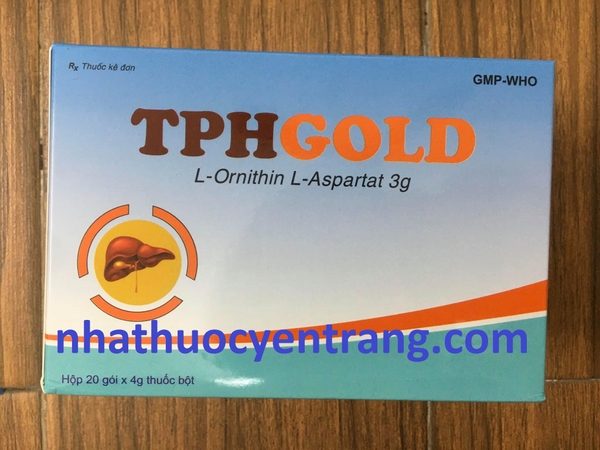 Rx Thuốc kê đơn
GMP-WHO
TPHGOLD
L-Ornithin L-Aspartat 3g
nhathuocyentrang.com
Hộp 20 gói x 4g thuốc bột